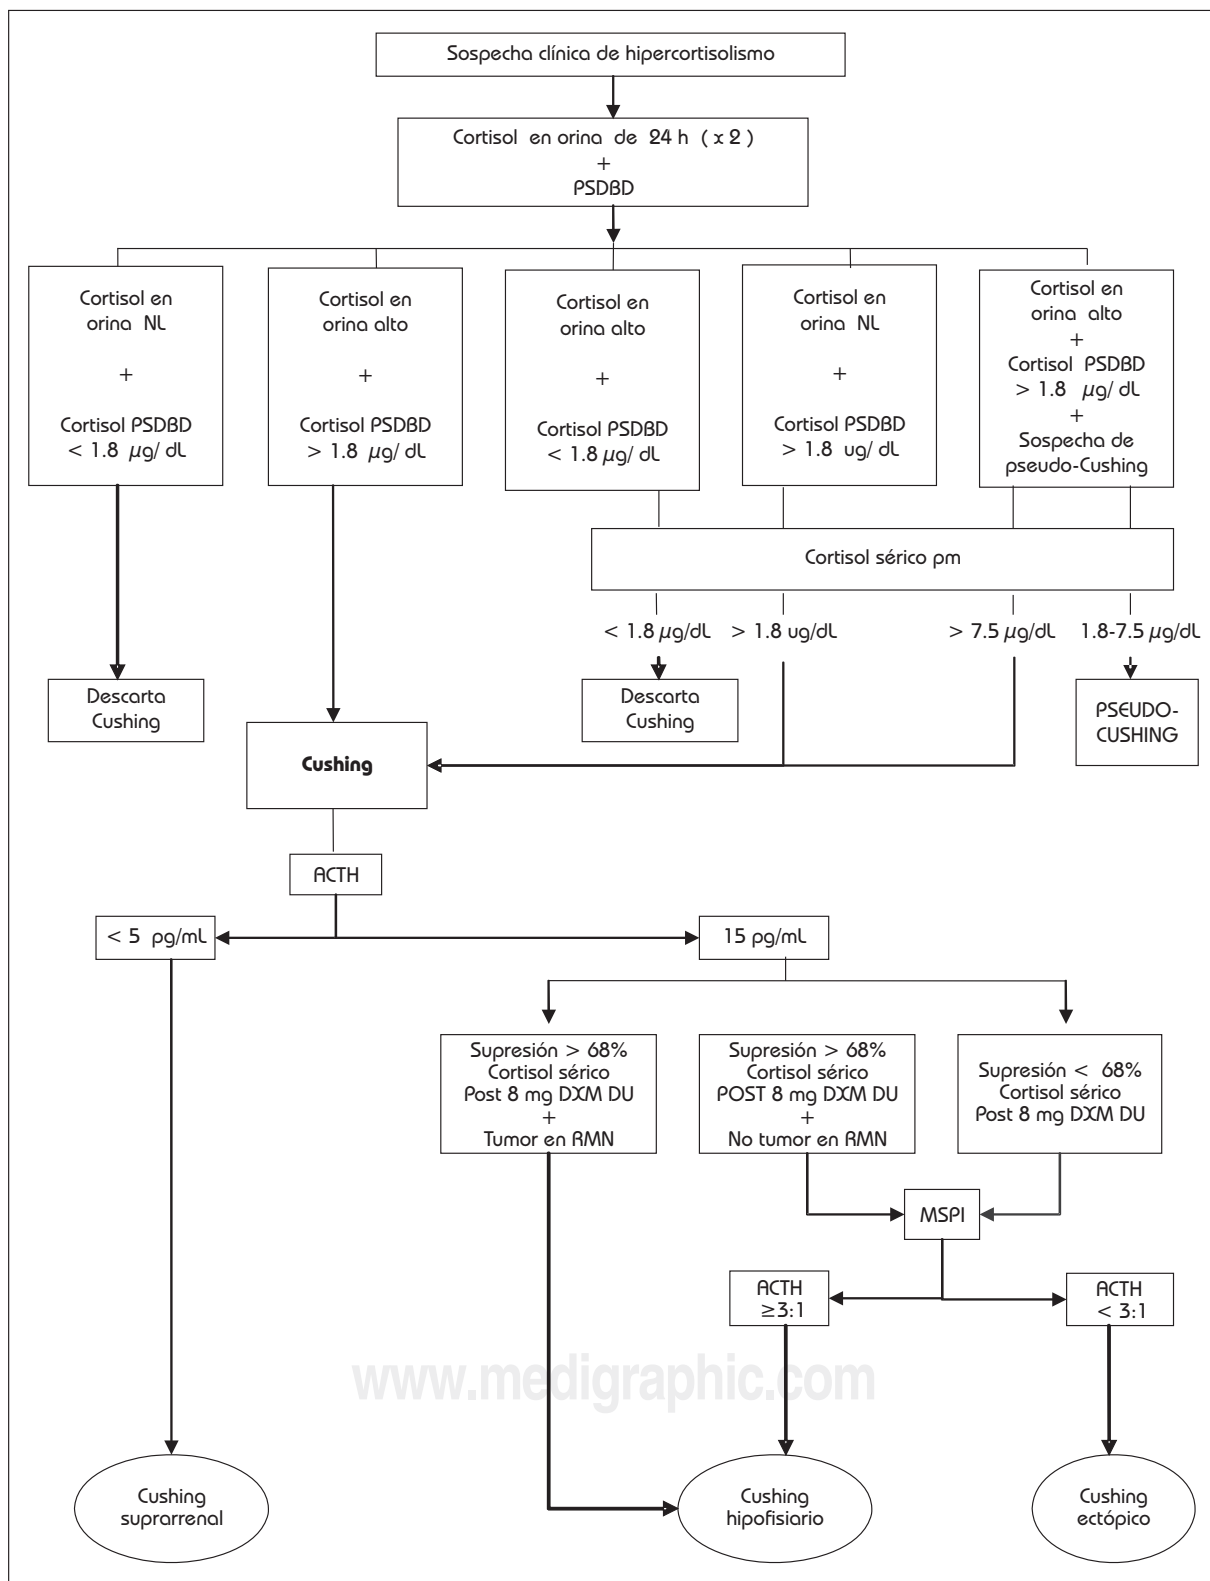 Sospecha clínica de hipercortisolismo
Cortisol en orina de 24 h ( x 2 )
+
PSDBD
Cortisol en
orina NL
+
Cortisol PSDBD
< 1.8 µg/ dL
Cortisol en
orina alto
+
Cortisol PSDBD
> 1.8 µg/ dL
Cortisol en
orina alto
+
Cortisol PSDBD
< 1.8 µg/ dL
Cortisol en
orina NL
+
Cortisol PSDBD
> 1.8 ug/ dL
Cortisol en
orina alto
+
Cortisol PSDBD
> 1.8 µg/ dL
+
Sospecha de
pseudo-Cushing
Cortisol sérico pm
< 1.8 µg/dL
> 1.8 ug/dL
> 7.5 µg/dL
1.8-7.5 µg/dL
Descarta
Cushing
Cushing
Descarta
Cushing
PSEUDO-
CUSHING
ACTH
< 5 pg/mL
15 pg/mL
Supresión > 68%
Cortisol sérico
Post 8 mg DXM DU
+
Tumor en RMN
Supresión > 68%
Cortisol sérico
POST 8 mg DXM DU
+
No tumor en RMN
Supresión < 68%
Cortisol sérico
Post 8 mg DXM DU
MSPI
ACTH
≥3:1
ACTH
< 3:1
www.medigraphic.com
Cushing
suprarrenal
Cushing
hipofisiario
Cushing
ectópico